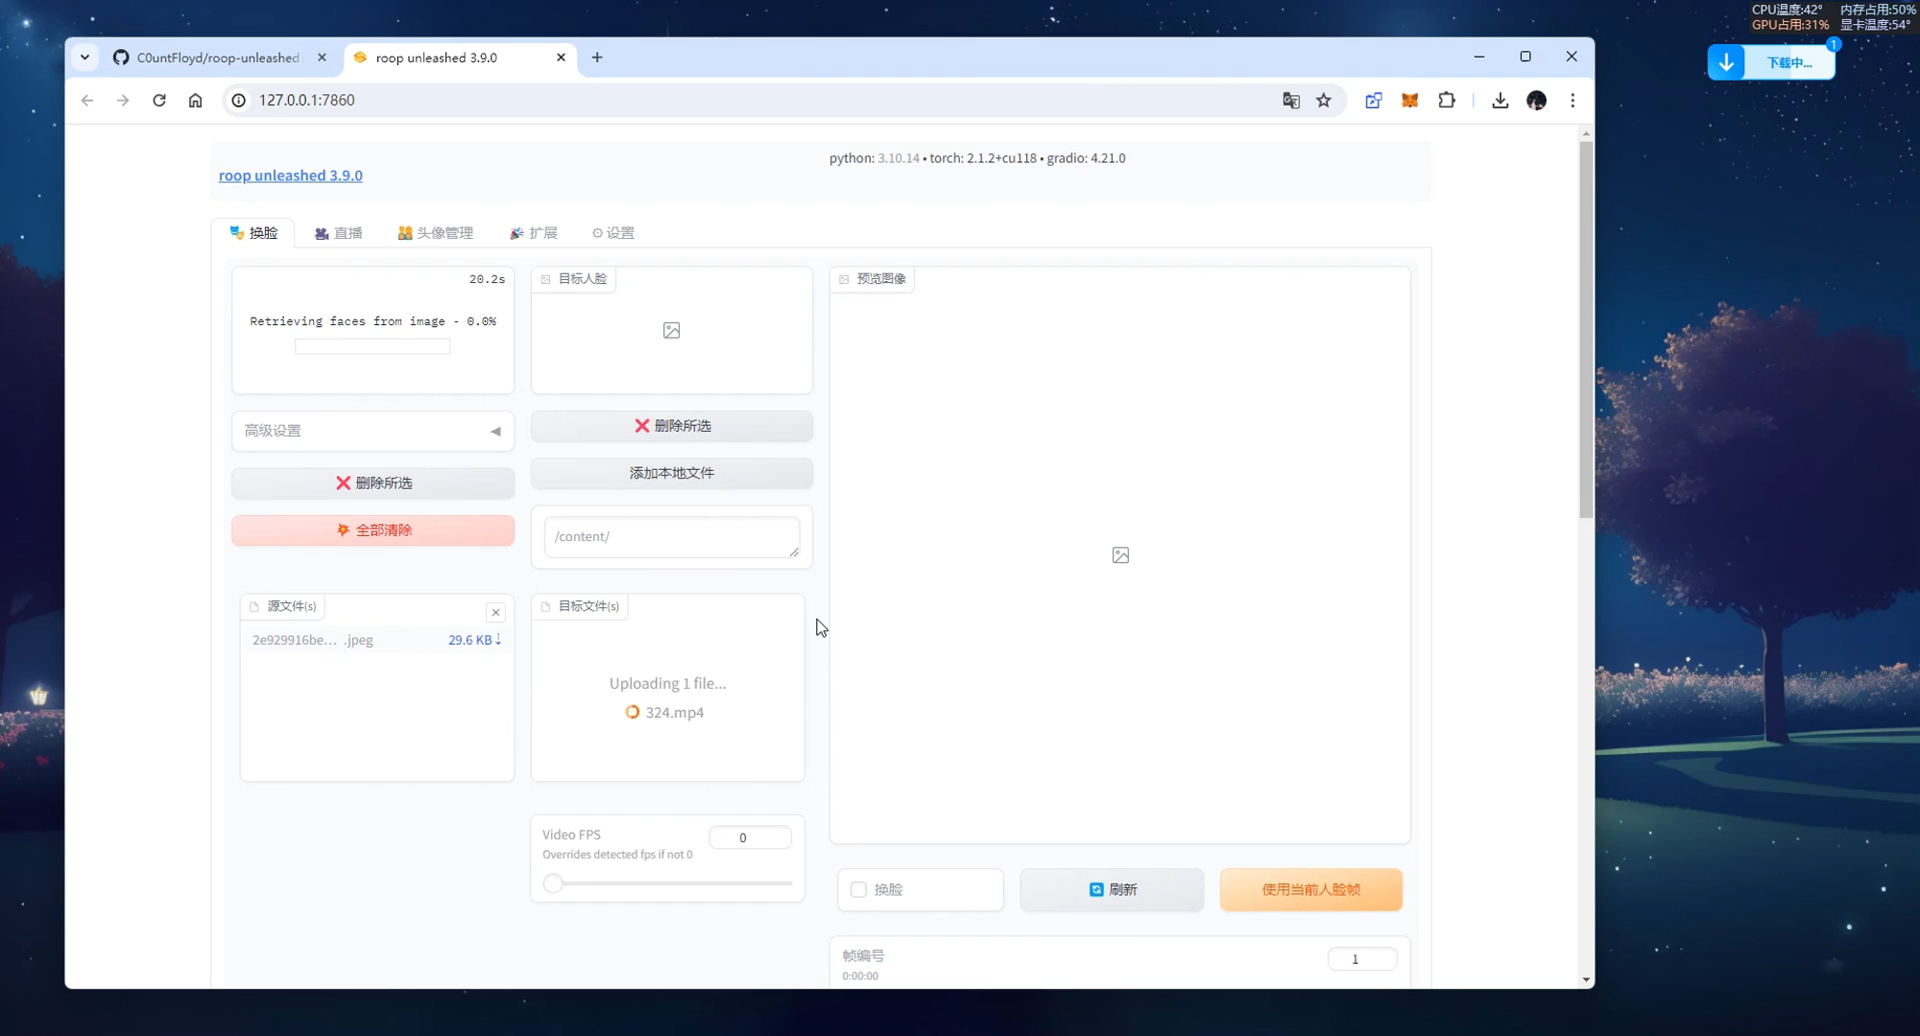 CPU温度:42° 内存占用:50%
GPU占用:31% 显卡温度:54°
下载中...
1
C0untFloyd/roop-unleashed
roop unleashed 3.9.0
127.0.0.1:7860
python: 3.10.14 • torch: 2.1.2+cu118 • gradio: 4.21.0
roop unleashed 3.9.0
换脸
直播
头像管理
扩展
设置
20.2s
Retrieving faces from image - 0.0%
目标人脸
预览图像
高级设置
删除所选
添加本地文件
删除所选
全部清除
/content/
源文件(s)
2e929916be... .jpeg 29.6 KB↓
目标文件(s)
Uploading 1 file...
324.mp4
Video FPS
0
Overrides detected fps if not 0
换脸
刷新
使用当前人脸帧
帧编号
1
0:00:00